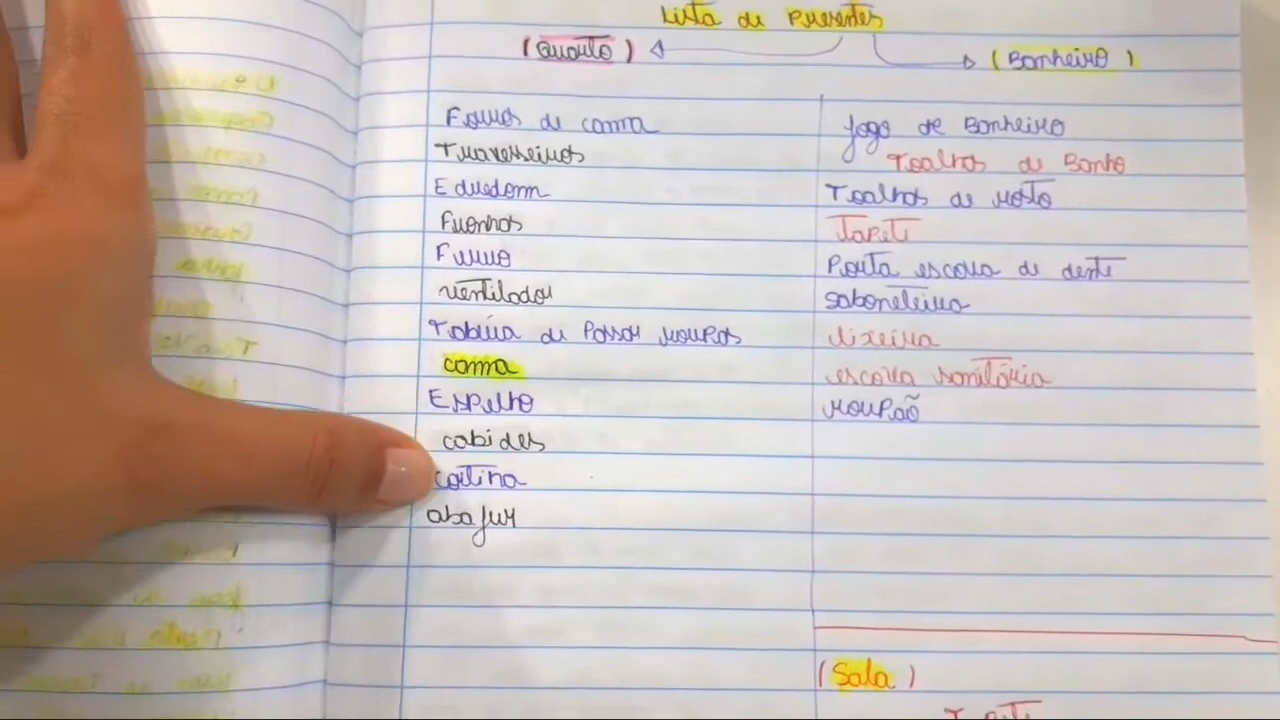 Lista de Presentes
(Quarto)
(Banheiro)
Forros de cama
Travesseiros
Edredom
Fronhas
Ferro
ventilador
Tabúa de Passar roupas
cama
Espelho
cabides
cortina
abajur
Jogo de Banheiro
Toalhas de Banho
Toalhas de rosto
Tapete
Porta escova de dente
saboneteira
lixeira
escova sanitária
roupão
(Sala)
Tapete